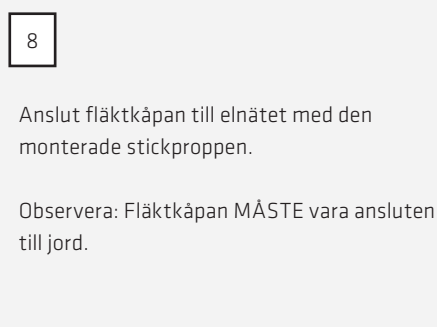 8
Anslut fläktkåpan till elnätet med den
monterade stickproppen.
Observera: Fläktkåpan MÅSTE vara ansluten
till jord.